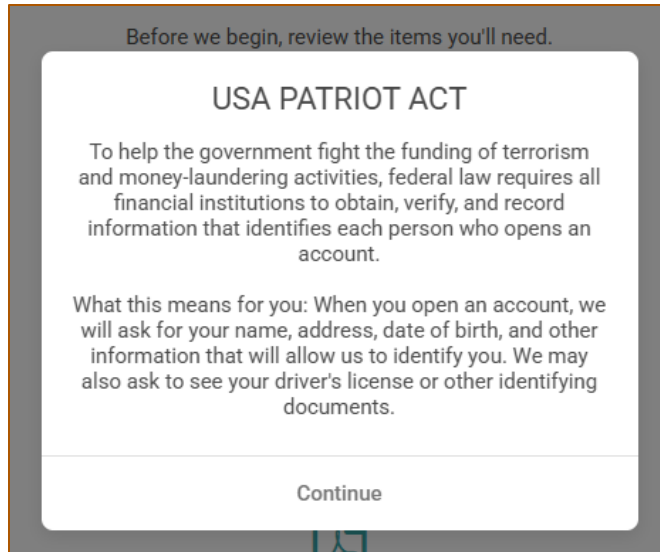 Before we begin, review the items you'll need.
USA PATRIOT ACT
To help the government fight the funding of terrorism
and money-laundering activities, federal law requires all
financial institutions to obtain, verify, and record
information that identifies each person who opens an
account.
What this means for you: When you open an account, we
will ask for your name, address, date of birth, and other
information that will allow us to identify you. We may
also ask to see your driver's license or other identifying
documents.
Continue